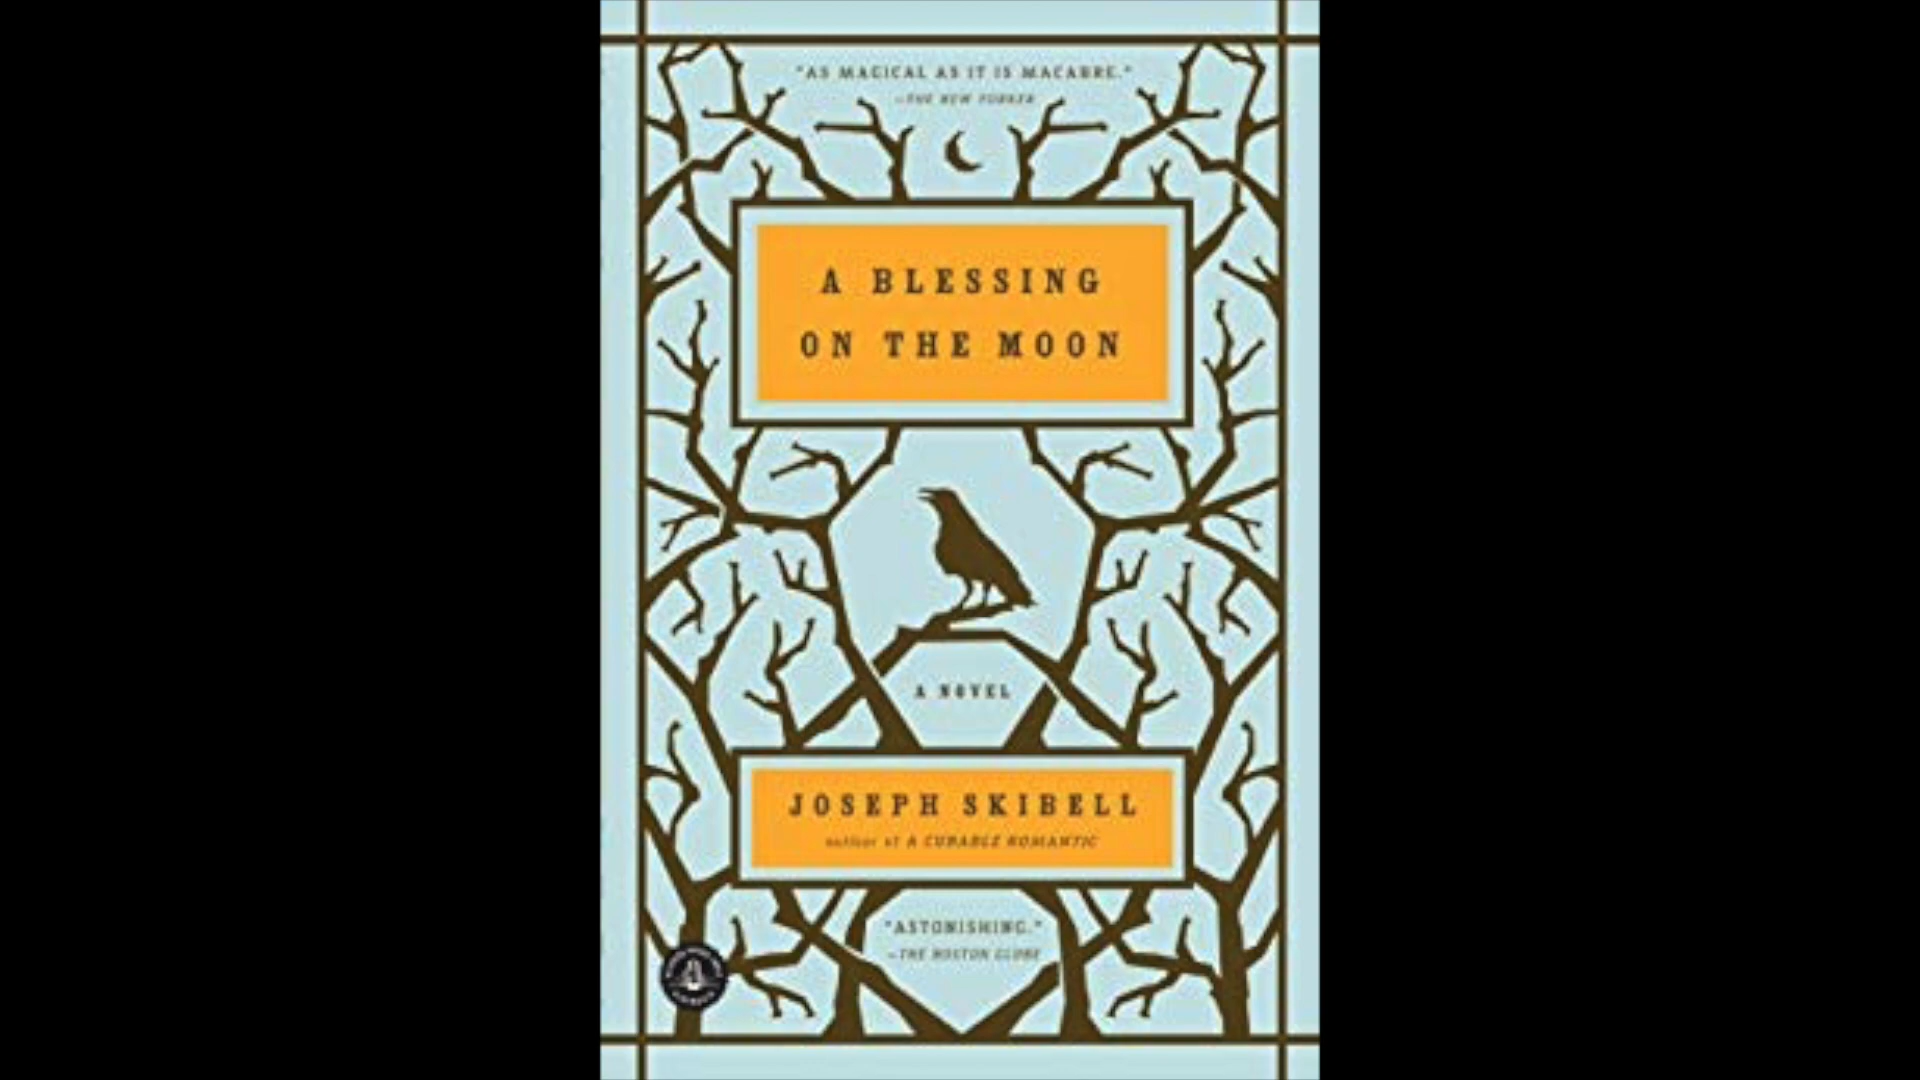 "AS MAGICAL AS IT IS MACABRE."
—THE NEW YORKER
A BLESSING
ON THE MOON
A NOVEL
JOSEPH SKIBELL
author of A CURABLE ROMANTIC
"ASTONISHING."
—THE BOSTON GLOBE